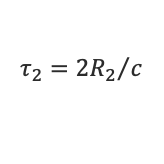 τ₂ = 2R₂/c